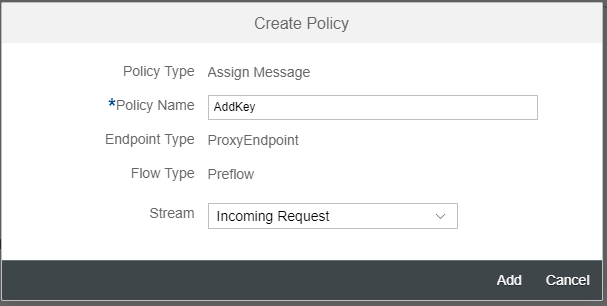 Create Policy
Policy Type Assign Message
*Policy Name AddKey
Endpoint Type ProxyEndpoint
Flow Type Preflow
Stream Incoming Request
Add Cancel